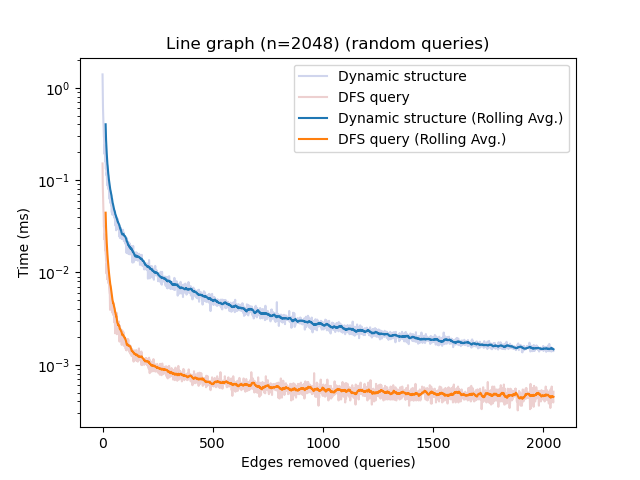 Line graph (n=2048) (random queries)
Dynamic structure
DFS query
Dynamic structure (Rolling Avg.)
DFS query (Rolling Avg.)
Time (ms)
10⁰
10⁻¹
10⁻²
10⁻³
0 500 1000 1500 2000
Edges removed (queries)